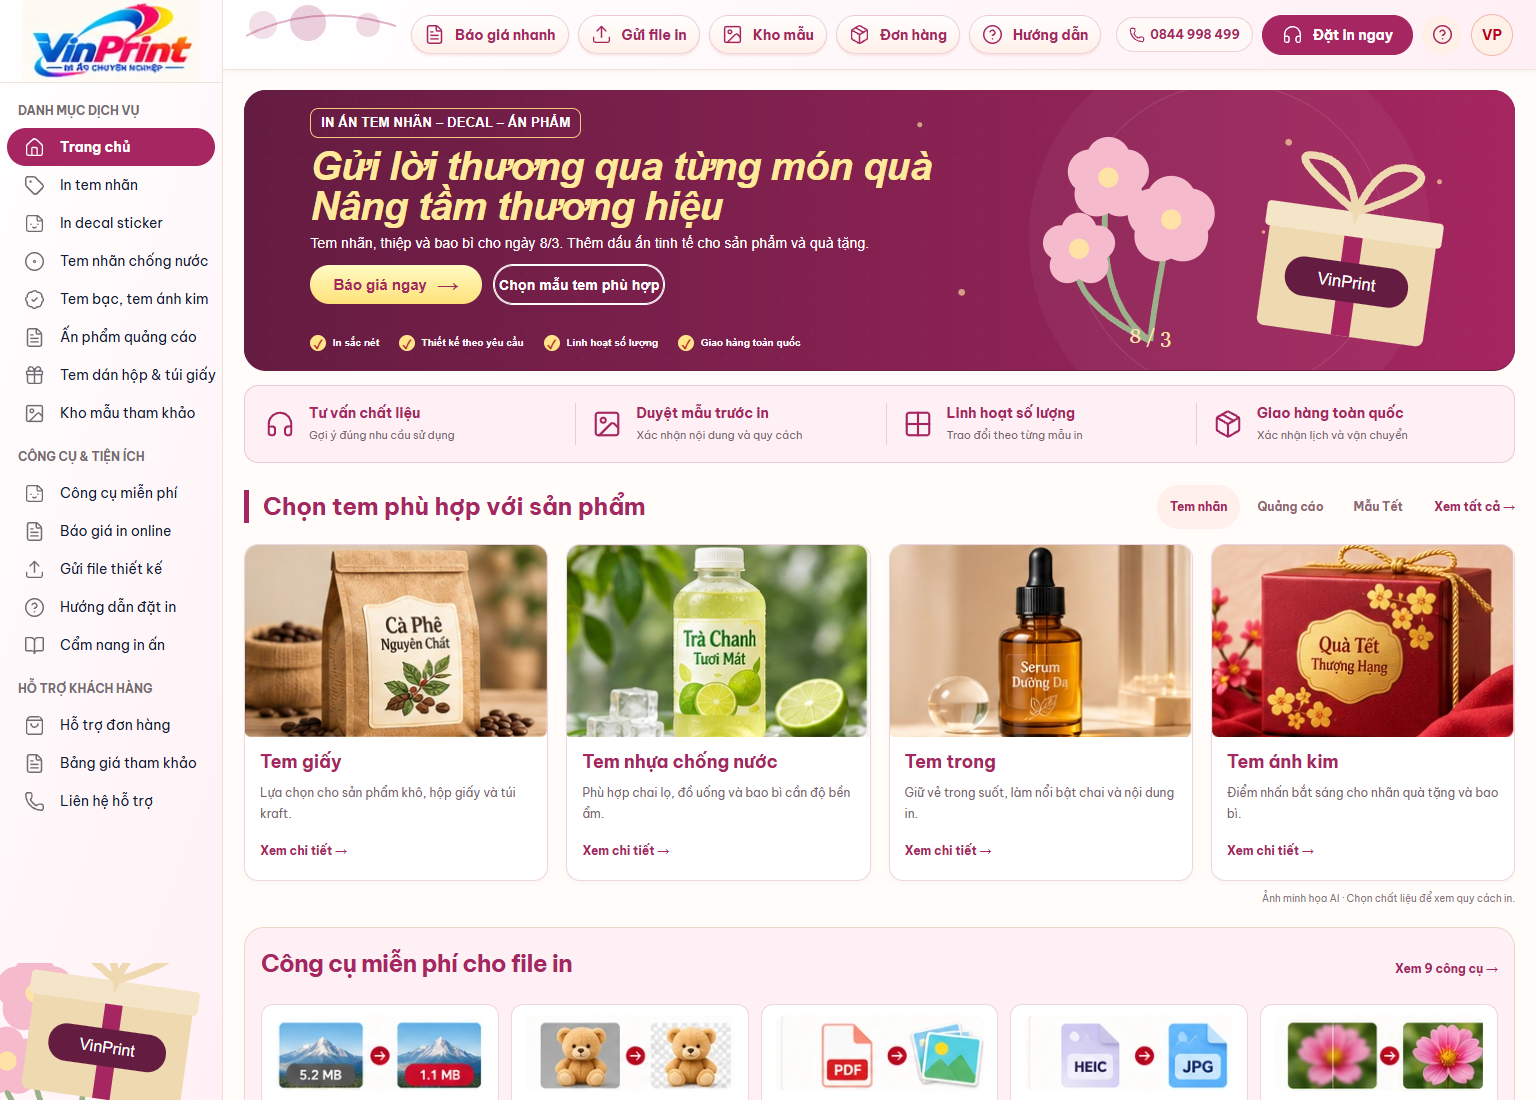 VinPrint
IN ẤN CHUYÊN NGHIỆP
Báo giá nhanh
Gửi file in
Kho mẫu
Đơn hàng
Hướng dẫn
0844 998 499
Đặt in ngay
VP
DANH MỤC DỊCH VỤ
Trang chủ
In tem nhãn
In decal sticker
Tem nhãn chống nước
Tem bạc, tem ánh kim
Ấn phẩm quảng cáo
Tem dán hộp & túi giấy
Kho mẫu tham khảo
CÔNG CỤ & TIỆN ÍCH
Công cụ miễn phí
Báo giá in online
Gửi file thiết kế
Hướng dẫn đặt in
Cẩm nang in ấn
HỖ TRỢ KHÁCH HÀNG
Hỗ trợ đơn hàng
Bảng giá tham khảo
Liên hệ hỗ trợ
VinPrint
IN ẤN TEM NHÃN – DECAL – ẤN PHẨM
Gửi lời thương qua từng món quà
Nâng tầm thương hiệu
Tem nhãn, thiệp và bao bì cho ngày 8/3. Thêm dấu ấn tinh tế cho sản phẩm và quà tặng.
Báo giá ngay →
Chọn mẫu tem phù hợp
In sắc nét
Thiết kế theo yêu cầu
Linh hoạt số lượng
Giao hàng toàn quốc
8 / 3
VinPrint
Tư vấn chất liệu
Gợi ý đúng nhu cầu sử dụng
Duyệt mẫu trước in
Xác nhận nội dung và quy cách
Linh hoạt số lượng
Trao đổi theo từng mẫu in
Giao hàng toàn quốc
Xác nhận lịch và vận chuyển
Chọn tem phù hợp với sản phẩm
Tem nhãn
Quảng cáo
Mẫu Tết
Xem tất cả →
Cà Phê
Nguyên Chất
Tem giấy
Lựa chọn cho sản phẩm khô, hộp giấy và túi
kraft.
Xem chi tiết →
Trà Chanh
Tươi Mát
Tem nhựa chống nước
Phù hợp chai lọ, đồ uống và bao bì cần độ bền
ẩm.
Xem chi tiết →
Serum
Dưỡng Da
Tem trong
Giữ vẻ trong suốt, làm nổi bật chai và nội dung
in.
Xem chi tiết →
Quà Tết
Thượng Hạng
Tem ánh kim
Điểm nhấn bắt sáng cho nhãn quà tặng và bao
bì.
Xem chi tiết →
Ảnh minh họa AI · Chọn chất liệu để xem quy cách in.
Công cụ miễn phí cho file in
Xem 9 công cụ →
5.2 MB
1.1 MB
PDF
HEIC
JPG